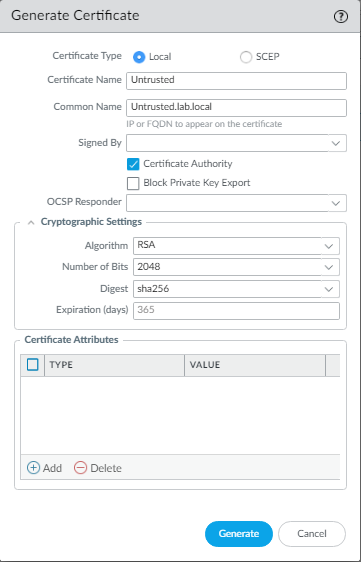 Generate Certificate ?
Certificate Type Local SCEP
Certificate Name Untrusted
Common Name Untrusted.lab.local
IP or FQDN to appear on the certificate
Signed By
Certificate Authority
Block Private Key Export
OCSP Responder
Cryptographic Settings
Algorithm RSA
Number of Bits 2048
Digest sha256
Expiration (days) 365
Certificate Attributes
TYPE VALUE
Add Delete
Generate Cancel